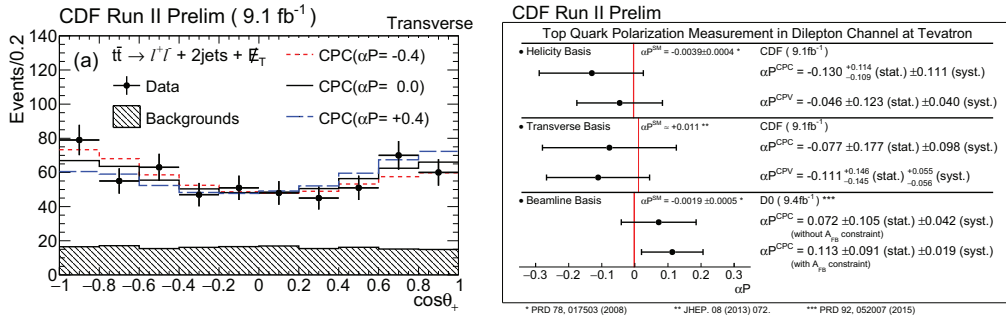 CDF Run II Prelim ( 9.1 fb⁻¹)
Transverse
Events/0.2
140
120
100
80
60
40
20
0
(a) tt̄ → l⁺l⁻ + 2jets + E̸_T
Data
Backgrounds
CPC(αP= -0.4)
CPC(αP= 0.0)
CPC(αP= +0.4)
−1 −0.8 −0.6 −0.4 −0.2 0 0.2 0.4 0.6 0.8 1
cosθ₊
CDF Run II Prelim
Top Quark Polarization Measurement in Dilepton Channel at Tevatron
• Helicity Basis αP^SM = -0.0039±0.0004 * CDF ( 9.1fb⁻¹)
αP^CPC = -0.130 +0.114 −0.109 (stat.) ±0.111 (syst.)
αP^CPV = -0.046 ±0.123 (stat.) ±0.040 (syst.)
• Transverse Basis αP^SM = +0.011 ** CDF (9.1fb⁻¹)
αP^CPC = -0.077 ±0.177 (stat.) ±0.098 (syst.)
αP^CPV = -0.111 +0.146 −0.145 (stat.) +0.055 −0.056 (syst.)
• Beamline Basis αP^SM = -0.0019±0.0005 * D0 ( 9.4fb⁻¹) ***
αP^CPC = 0.072 ±0.105 (stat.) ±0.042 (syst.)
(without A_FB constraint)
αP^CPC = 0.113 ±0.091 (stat.) ±0.019 (syst.)
(with A_FB constraint)
−0.3 −0.2 −0.1 0 0.1 0.2 0.3
αP
* PRD 78, 017503 (2008) ** JHEP. 08 (2013) 072. *** PRD 92, 052007 (2015)